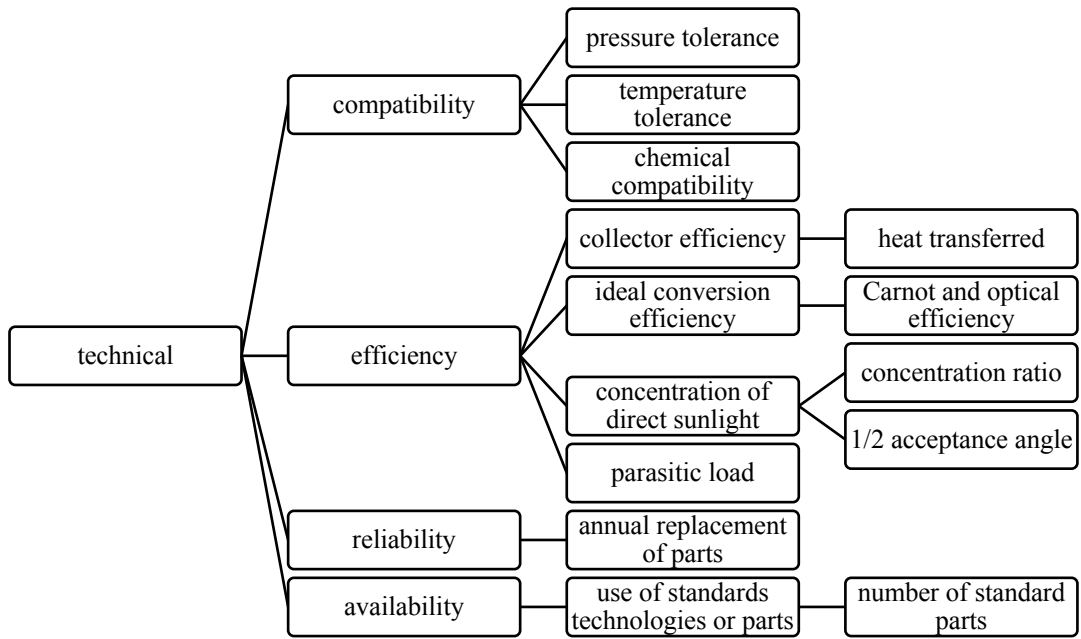 pressure tolerance
compatibility
temperature
tolerance
chemical
compatibility
collector efficiency
heat transferred
ideal conversion
efficiency
Carnot and optical
efficiency
technical
efficiency
concentration of
direct sunlight
concentration ratio
1/2 acceptance angle
parasitic load
reliability
annual replacement
of parts
availability
use of standards
technologies or parts
number of standard
parts